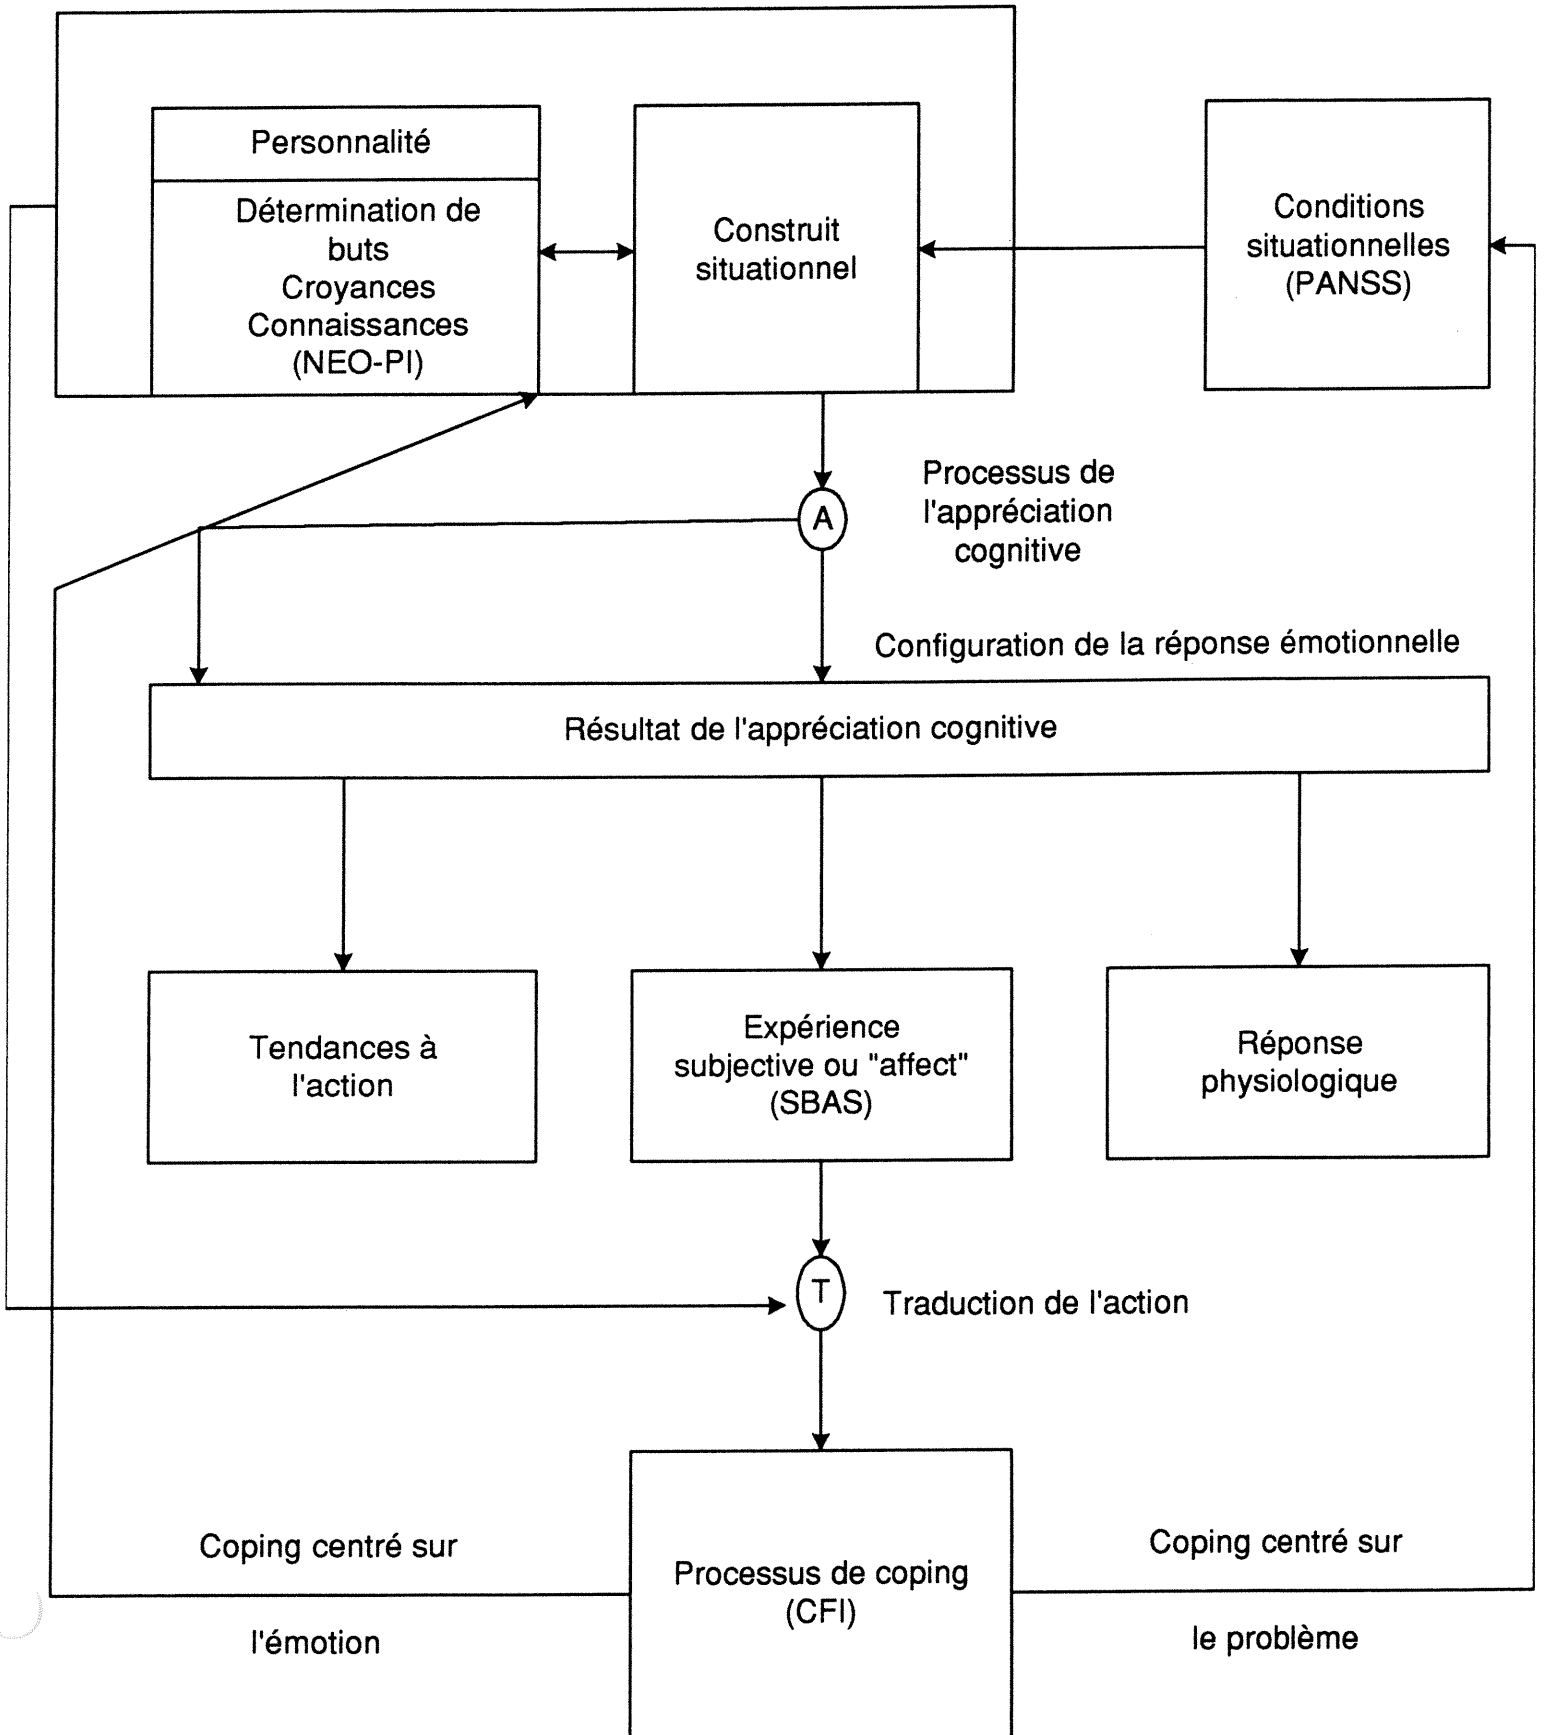 Personnalité
Détermination de
buts
Croyances
Connaissances
(NEO-PI)
Construit
situationnel
Conditions
situationnelles
(PANSS)
A
Processus de
l'appréciation
cognitive
Configuration de la réponse émotionnelle
Résultat de l'appréciation cognitive
Tendances à
l'action
Expérience
subjective ou "affect"
(SBAS)
Réponse
physiologique
T
Traduction de l'action
Coping centré sur
l'émotion
Processus de coping
(CFI)
Coping centré sur
le problème